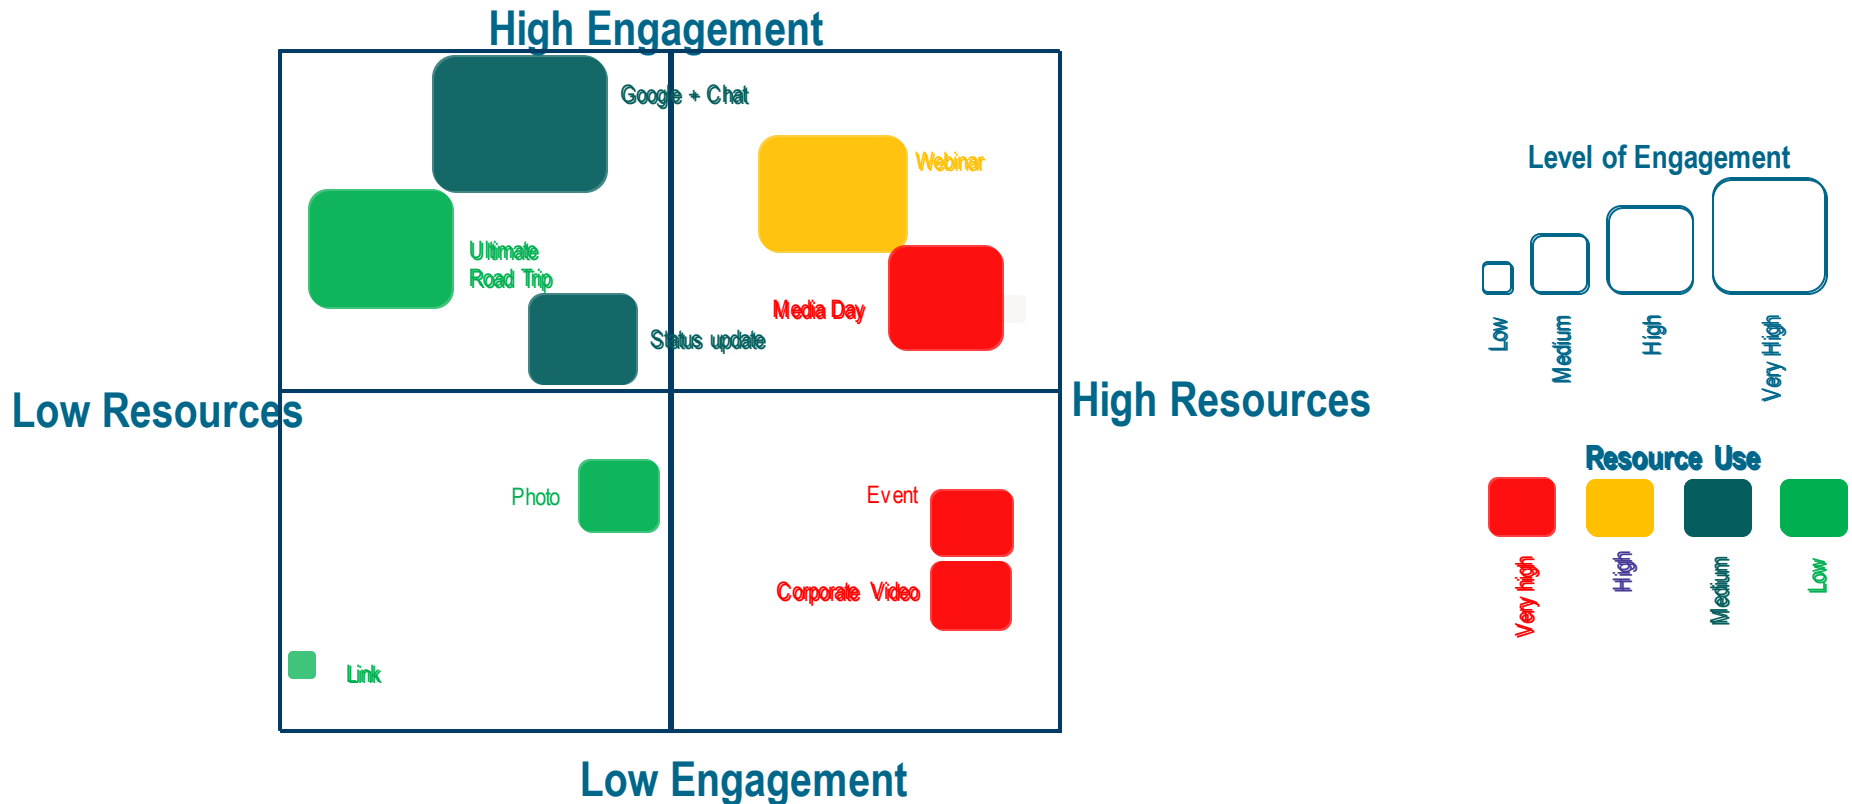 High Engagement
Google + Chat
Webinar
Ultimate
Road Trip
Media Day
Status update
Low Resources
High Resources
Photo
Event
Corporate Video
Link
Low Engagement
Level of Engagement
Low
Medium
High
Very High
Resource Use
Very high
High
Medium
Low